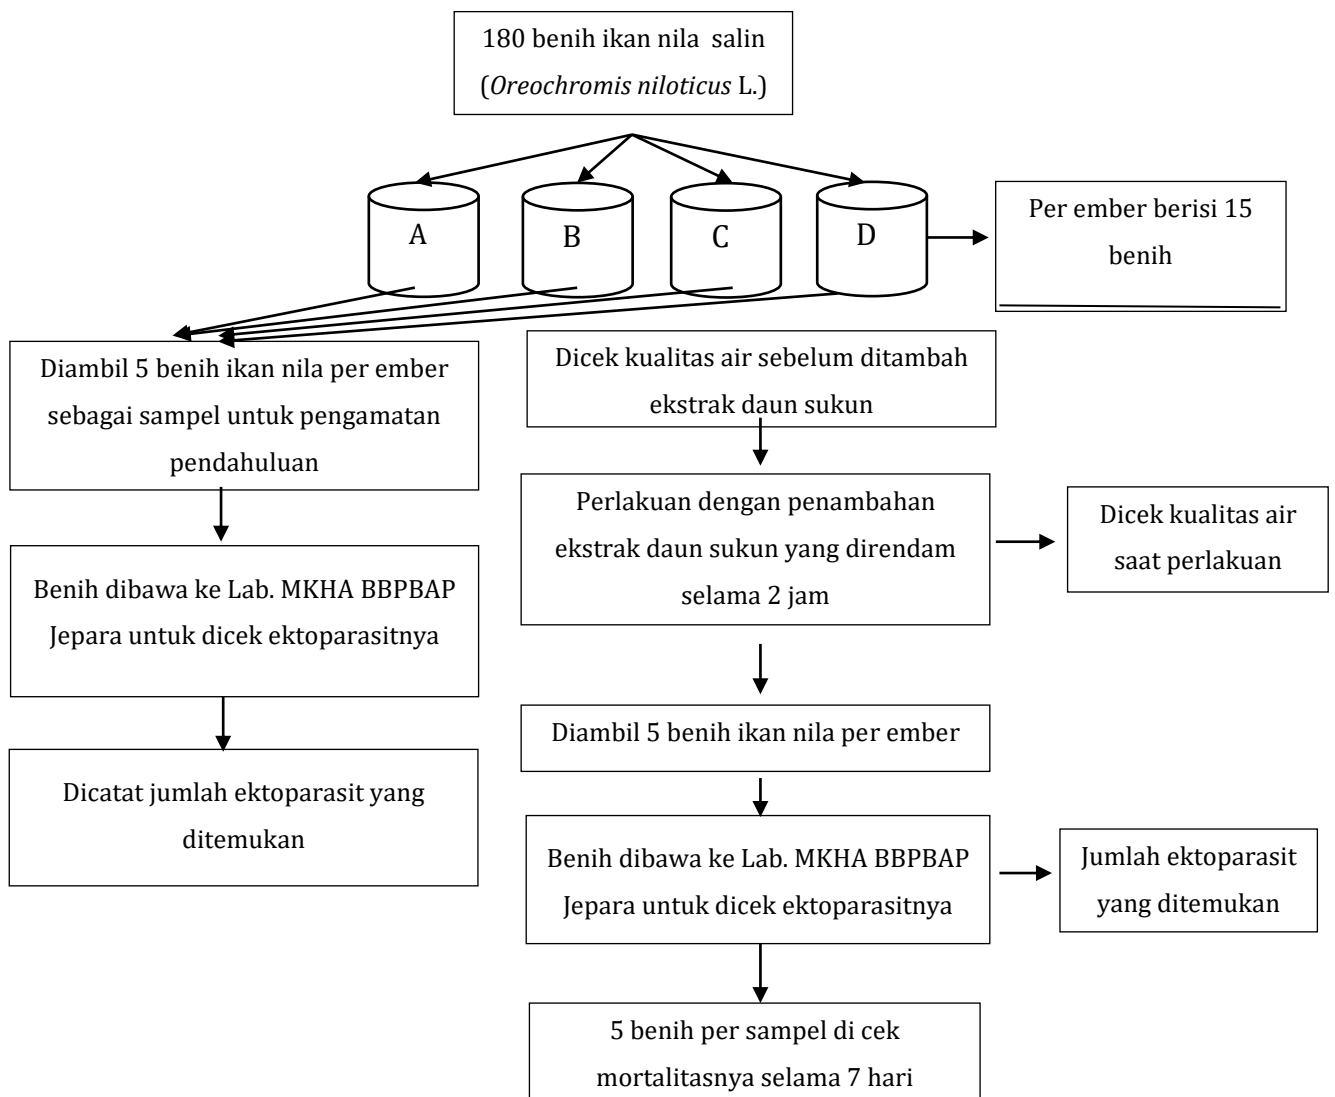 180 benih ikan nila salin
(Oreochromis niloticus L.)
A
B
C
D
Per ember berisi 15
benih
Diambil 5 benih ikan nila per ember
sebagai sampel untuk pengamatan
pendahuluan
Dicek kualitas air sebelum ditambah
ekstrak daun sukun
Perlakuan dengan penambahan
ekstrak daun sukun yang direndam
selama 2 jam
Dicek kualitas air
saat perlakuan
Benih dibawa ke Lab. MKHA BBPBAP
Jepara untuk dicek ektoparasitnya
Diambil 5 benih ikan nila per ember
Dicatat jumlah ektoparasit yang
ditemukan
Benih dibawa ke Lab. MKHA BBPBAP
Jepara untuk dicek ektoparasitnya
Jumlah ektoparasit
yang ditemukan
5 benih per sampel di cek
mortalitasnya selama 7 hari